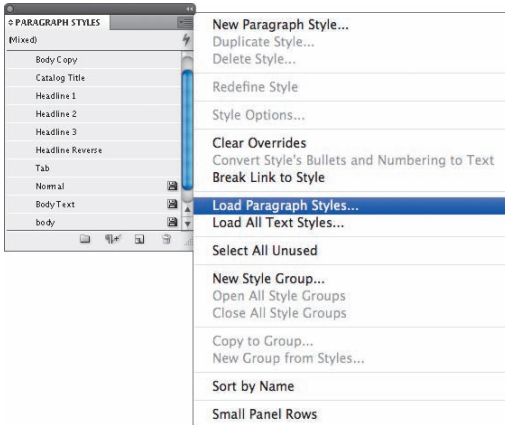 PARAGRAPH STYLES
(Mixed)
Body Copy
Catalog Title
Headline 1
Headline 2
Headline 3
Headline Reverse
Tab
Normal
Body Text
body
New Paragraph Style...
Duplicate Style...
Delete Style...
Redefine Style
Style Options...
Clear Overrides
Convert Style's Bullets and Numbering to Text
Break Link to Style
Load Paragraph Styles...
Load All Text Styles...
Select All Unused
New Style Group...
Open All Style Groups
Close All Style Groups
Copy to Group...
New Group from Styles...
Sort by Name
Small Panel Rows